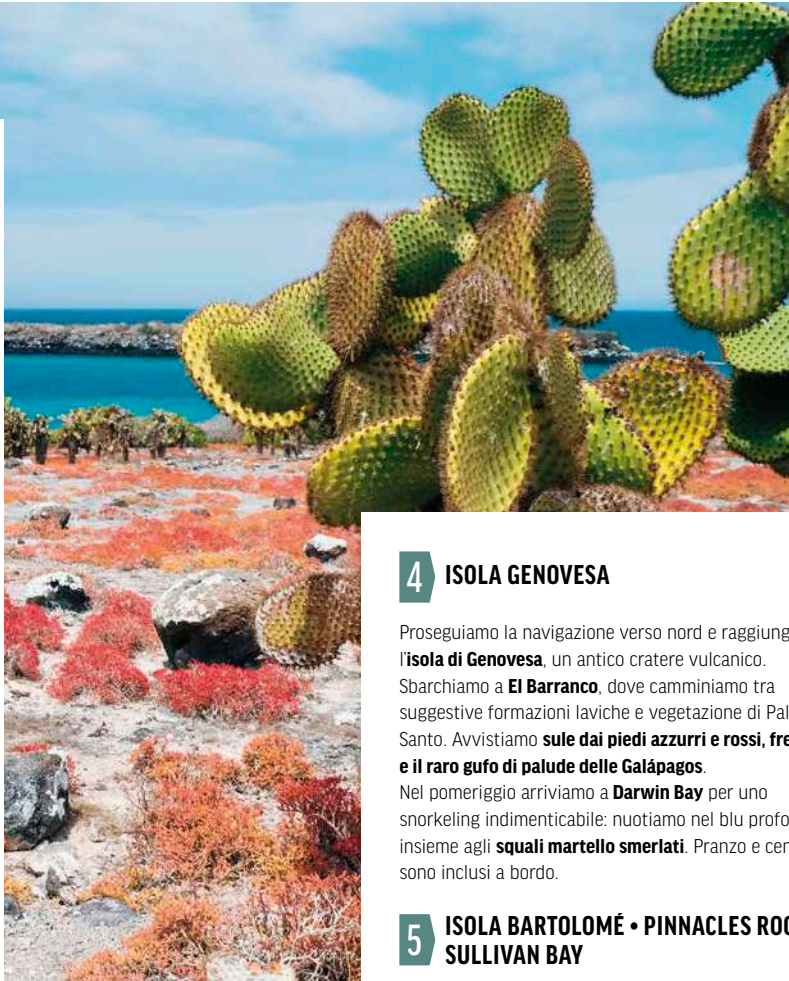 4 ISOLA GENOVESA
Proseguiamo la navigazione verso nord e raggiung
l'isola di Genovesa, un antico cratere vulcanico.
Sbarchiamo a El Barranco, dove camminiamo tra
suggestive formazioni laviche e vegetazione di Pal
Santo. Avvistiamo sule dai piedi azzurri e rossi, fre
e il raro gufo di palude delle Galápagos.
Nel pomeriggio arriviamo a Darwin Bay per uno
snorkeling indimenticabile: nuotiamo nel blu profo
insieme agli squali martello smerlati. Pranzo e cen
sono inclusi a bordo.
5 ISOLA BARTOLOMÉ • PINNACLES ROC
SULLIVAN BAY